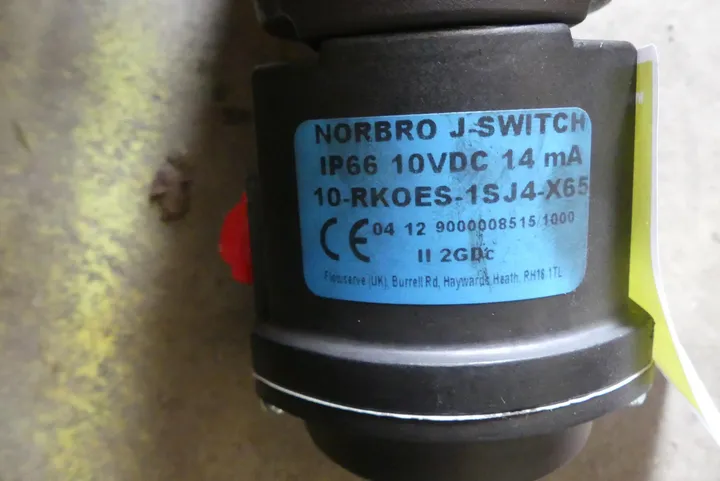 NORBRO J-SWITCH
IP66 10VDC 14 mA
10-RKOES-1SJ4-X65
CE 04 12 9000008515/1000
II 2GDc
Flowserve (UK), Burrell Rd, Haywards Heath, RH16 1TL